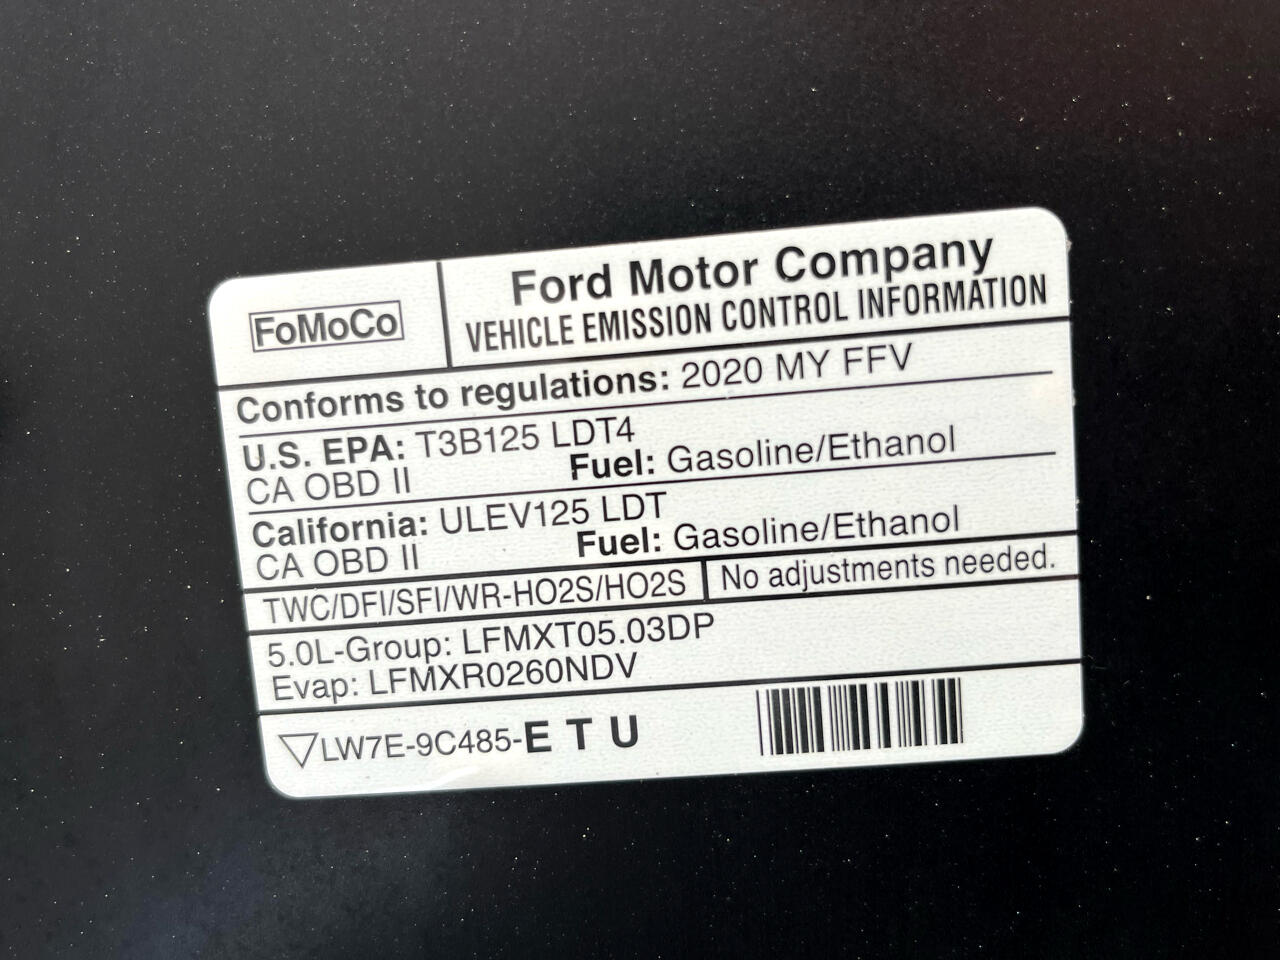 FoMoCo
Ford Motor Company
VEHICLE EMISSION CONTROL INFORMATION
Conforms to regulations: 2020 MY FFV
U.S. EPA: T3B125 LDT4
CA OBD II Fuel: Gasoline/Ethanol
California: ULEV125 LDT
CA OBD II Fuel: Gasoline/Ethanol
TWC/DFI/SFI/WR-HO2S/HO2S No adjustments needed.
5.0L-Group: LFMXT05.03DP
Evap: LFMXR0260NDV
LW7E-9C485-E T U